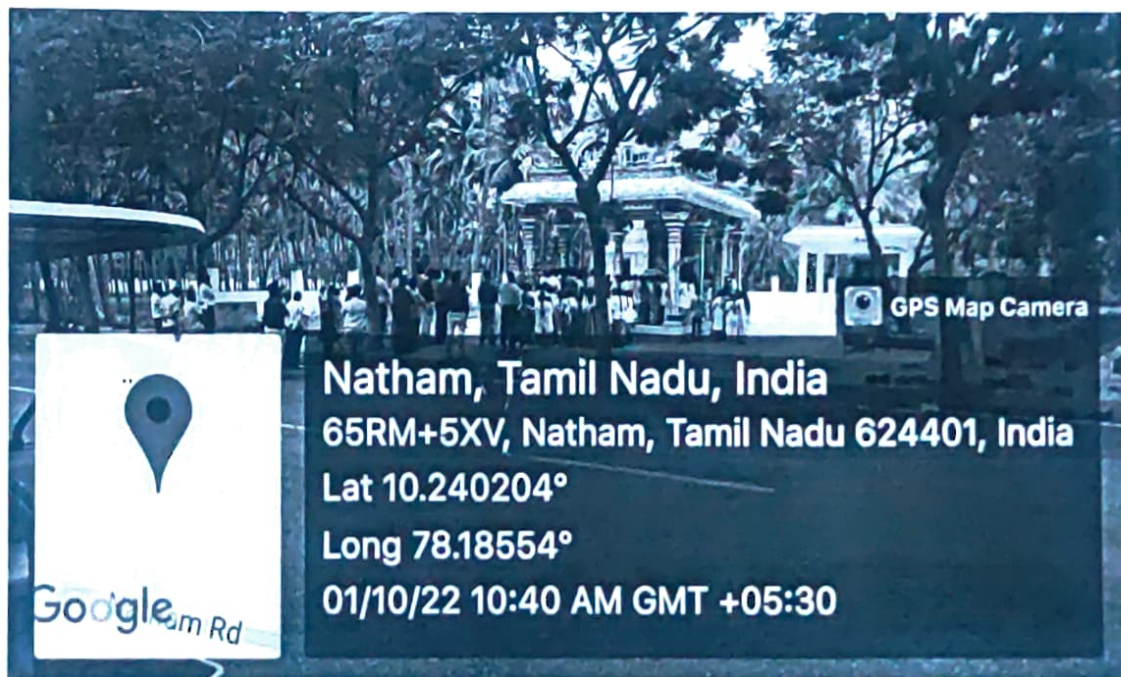 GPS Map Camera
Natham, Tamil Nadu, India
65RM+5XV, Natham, Tamil Nadu 624401, India
Lat 10.240204°
Long 78.18554°
01/10/22 10:40 AM GMT +05:30
Google
Rd